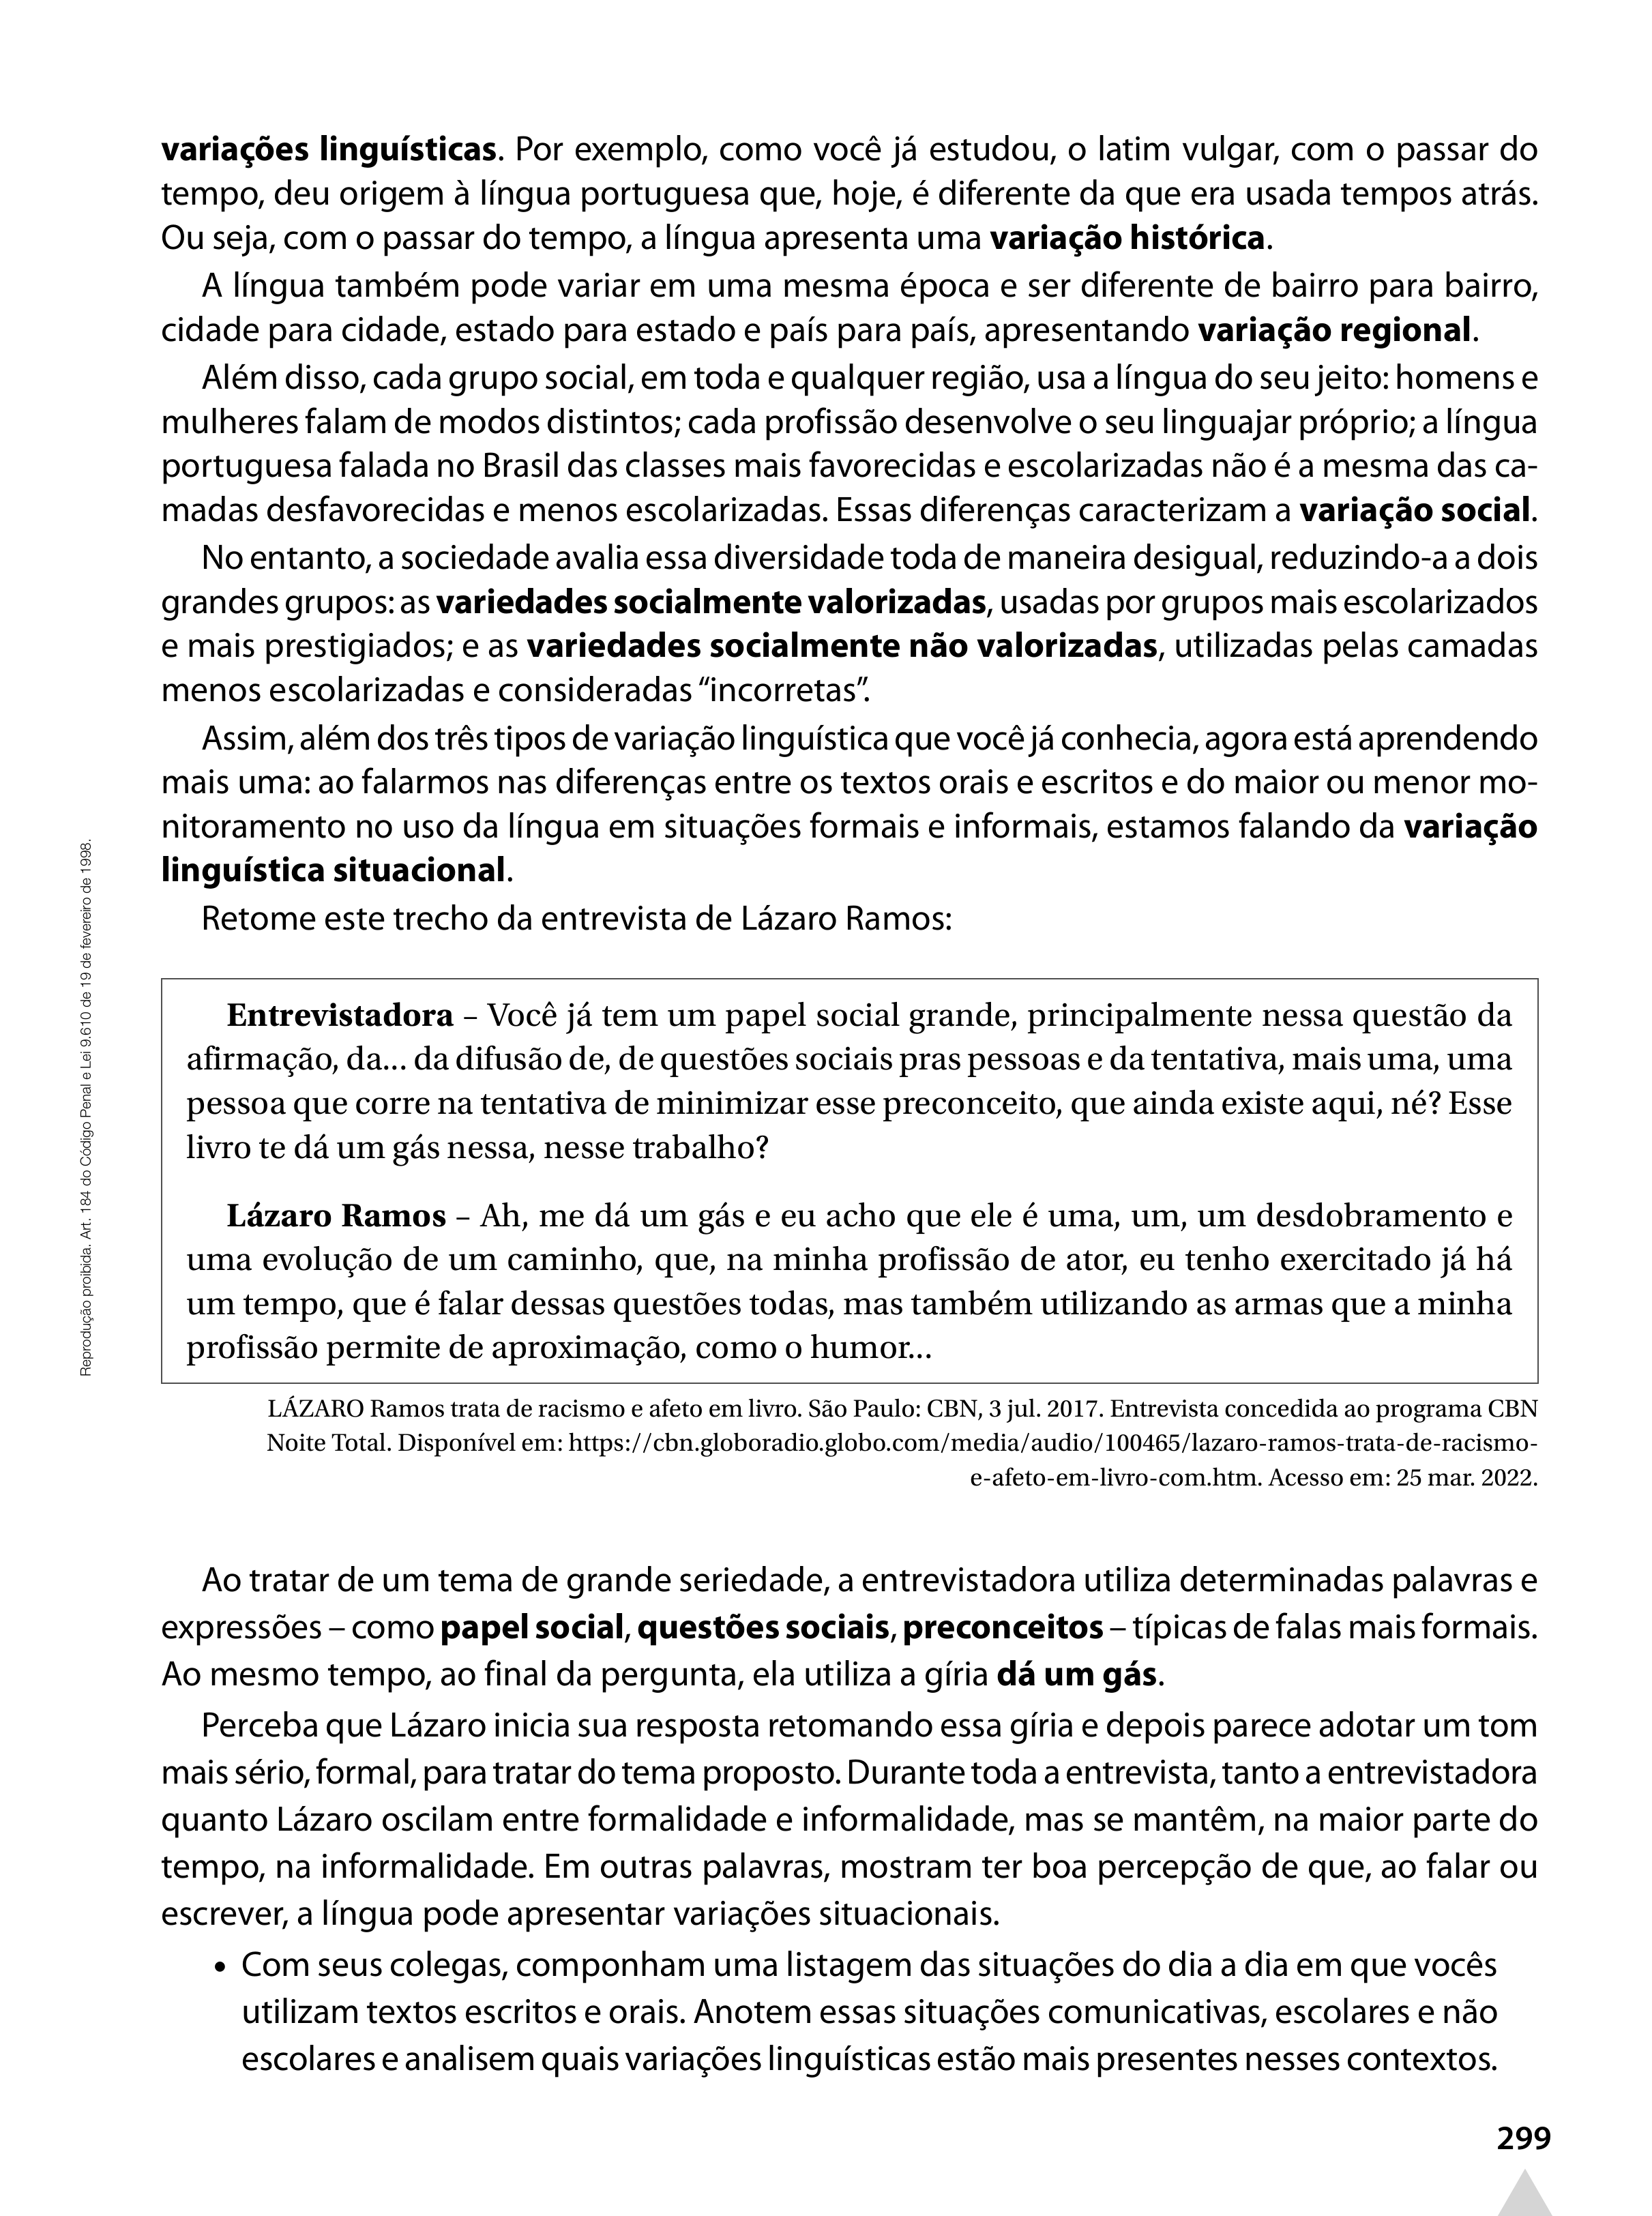 variações linguísticas. Por exemplo, como você já estudou, o latim vulgar, com o passar do
tempo, deu origem à língua portuguesa que, hoje, é diferente da que era usada tempos atrás.
Ou seja, com o passar do tempo, a língua apresenta uma variação histórica.
A língua também pode variar em uma mesma época e ser diferente de bairro para bairro,
cidade para cidade, estado para estado e país para país, apresentando variação regional.
Além disso, cada grupo social, em toda e qualquer região, usa a língua do seu jeito: homens e
mulheres falam de modos distintos; cada profissão desenvolve o seu linguajar próprio; a língua
portuguesa falada no Brasil das classes mais favorecidas e escolarizadas não é a mesma das ca-
madas desfavorecidas e menos escolarizadas. Essas diferenças caracterizam a variação social.
No entanto, a sociedade avalia essa diversidade toda de maneira desigual, reduzindo-a a dois
grandes grupos: as variedades socialmente valorizadas, usadas por grupos mais escolarizados
e mais prestigiados; e as variedades socialmente não valorizadas, utilizadas pelas camadas
menos escolarizadas e consideradas “incorretas”.
Assim, além dos três tipos de variação linguística que você já conhecia, agora está aprendendo
mais uma: ao falarmos nas diferenças entre os textos orais e escritos e do maior ou menor mo-
nitoramento no uso da língua em situações formais e informais, estamos falando da variação
linguística situacional.
Retome este trecho da entrevista de Lázaro Ramos:
Entrevistadora – Você já tem um papel social grande, principalmente nessa questão da
afirmação, da... da difusão de, de questões sociais pras pessoas e da tentativa, mais uma, uma
pessoa que corre na tentativa de minimizar esse preconceito, que ainda existe aqui, né? Esse
livro te dá um gás nessa, nesse trabalho?
Lázaro Ramos – Ah, me dá um gás e eu acho que ele é uma, um, um desdobramento e
uma evolução de um caminho, que, na minha profissão de ator, eu tenho exercitado já há
um tempo, que é falar dessas questões todas, mas também utilizando as armas que a minha
profissão permite de aproximação, como o humor...
LÁZARO Ramos trata de racismo e afeto em livro. São Paulo: CBN, 3 jul. 2017. Entrevista concedida ao programa CBN
Noite Total. Disponível em: https://cbn.globoradio.globo.com/media/audio/100465/lazaro-ramos-trata-de-racismo-
e-afeto-em-livro-com.htm. Acesso em: 25 mar. 2022.
Ao tratar de um tema de grande seriedade, a entrevistadora utiliza determinadas palavras e
expressões – como papel social, questões sociais, preconceitos – típicas de falas mais formais.
Ao mesmo tempo, ao final da pergunta, ela utiliza a gíria dá um gás.
Perceba que Lázaro inicia sua resposta retomando essa gíria e depois parece adotar um tom
mais sério, formal, para tratar do tema proposto. Durante toda a entrevista, tanto a entrevistadora
quanto Lázaro oscilam entre formalidade e informalidade, mas se mantêm, na maior parte do
tempo, na informalidade. Em outras palavras, mostram ter boa percepção de que, ao falar ou
escrever, a língua pode apresentar variações situacionais.
• Com seus colegas, componham uma listagem das situações do dia a dia em que vocês
utilizam textos escritos e orais. Anotem essas situações comunicativas, escolares e não
escolares e analisem quais variações linguísticas estão mais presentes nesses contextos.
299
Reprodução proibida. Art. 184 do Código Penal e Lei 9.610 de 19 de fevereiro de 1998.